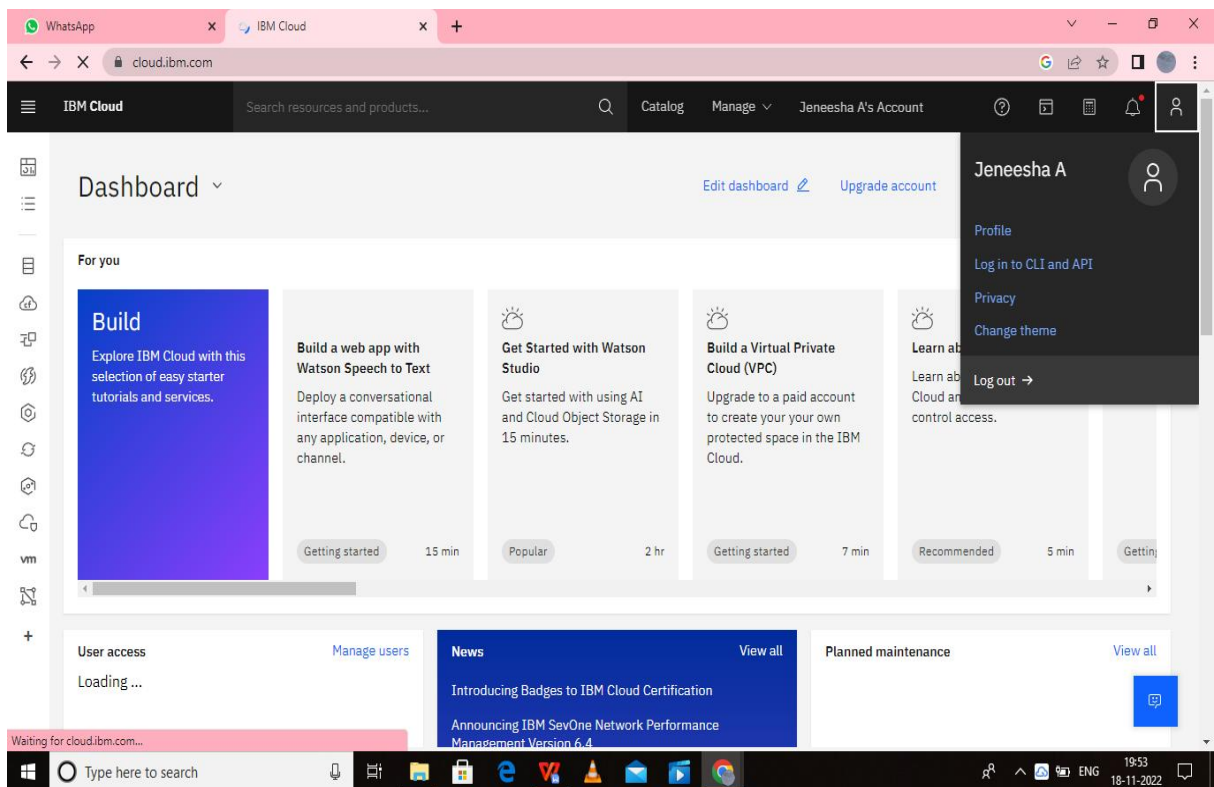 WhatsApp
IBM Cloud
cloud.ibm.com
IBM Cloud
Search resources and products...
Catalog
Manage
Jeneesha A's Account
Dashboard
Edit dashboard
Upgrade account
Jeneesha A
Profile
Log in to CLI and API
Privacy
Change theme
Log out →
For you
Build
Explore IBM Cloud with this
selection of easy starter
tutorials and services.
Build a web app with
Watson Speech to Text
Deploy a conversational
interface compatible with
any application, device, or
channel.
Getting started
15 min
Get Started with Watson
Studio
Get started with using AI
and Cloud Object Storage in
15 minutes.
Popular
2 hr
Build a Virtual Private
Cloud (VPC)
Upgrade to a paid account
to create your your own
protected space in the IBM
Cloud.
Getting started
7 min
Learn ab
Learn ab
Cloud an
control access.
Recommended
5 min
Getting
vm
User access
Manage users
Loading ...
News
View all
Introducing Badges to IBM Cloud Certification
Announcing IBM SevOne Network Performance
Management Version 6.4
Planned maintenance
View all
Waiting for cloud.ibm.com...
Type here to search
ENG
19:53
18-11-2022